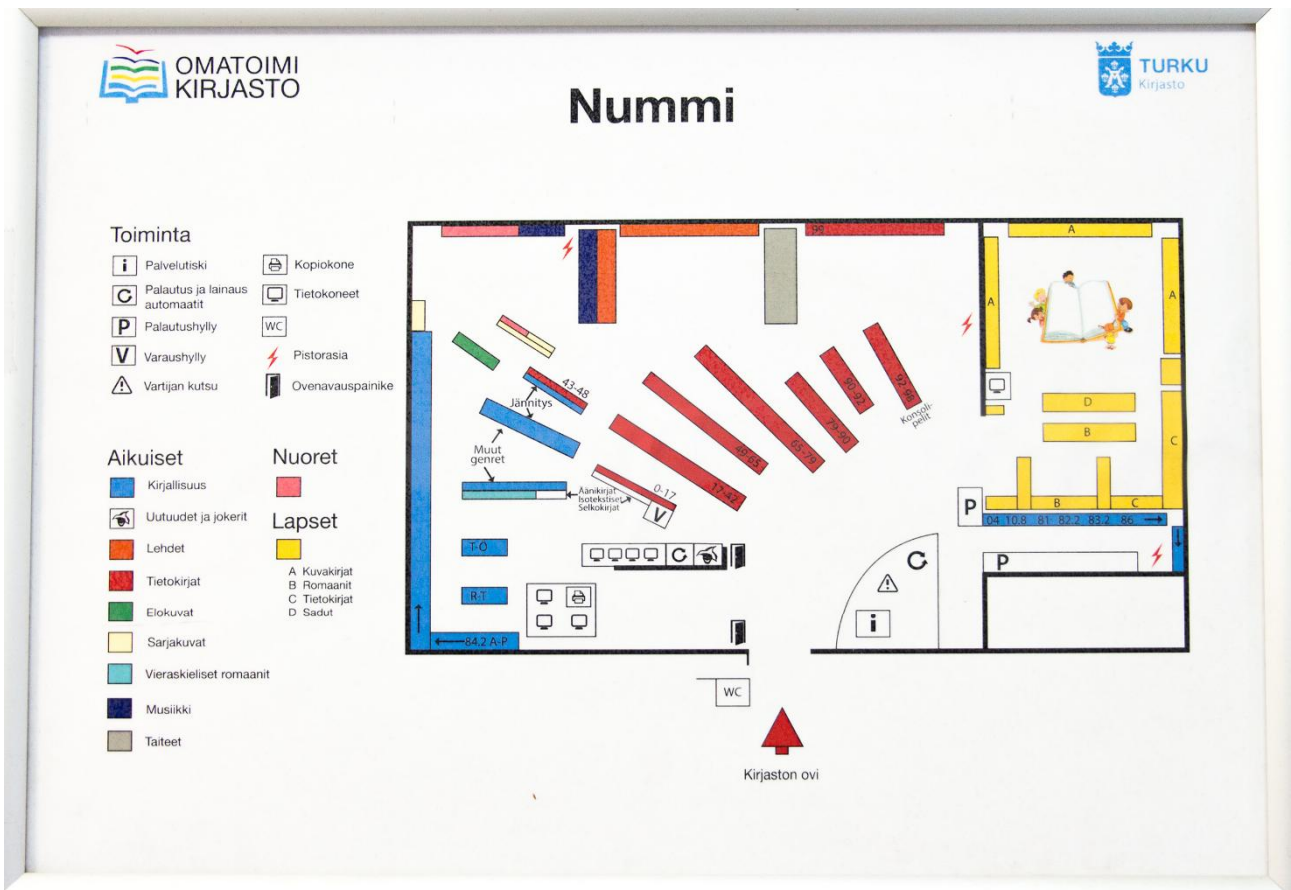 OMATOIMI
KIRJASTO
TURKU
Kirjasto
Nummi
Toiminta
i Palvelutiski
Kopiokone
Palautus ja lainaus
automaatit
Tietokoneet
P Palautushylly
WC
V Varaushylly
Pistorasia
Vartijan kutsu
Ovenavauspainike
Aikuiset
Kirjallisuus
Uutuudet ja jokerit
Lehdet
Tietokirjat
Elokuvat
Sarjakuvat
Vieraskieliset romaanit
Musiikki
Taiteet
Nuoret
Lapset
A Kuvakirjat
B Romaanit
C Tietokirjat
D Sadut
99
A
A
A
43-48
Jännitys
Muut
genret
90-92
92-98
Konsoli-
pelit
79-90
65-79
49-65
17-42
0-17
Äänikirjat
Isotekstiset
Selkokirjat
V
D
B
C
B
C
P
04 10.8 81 82.2 83.2 86
P
T-Ö
R-T
84.2 A-P
i
WC
Kirjaston ovi